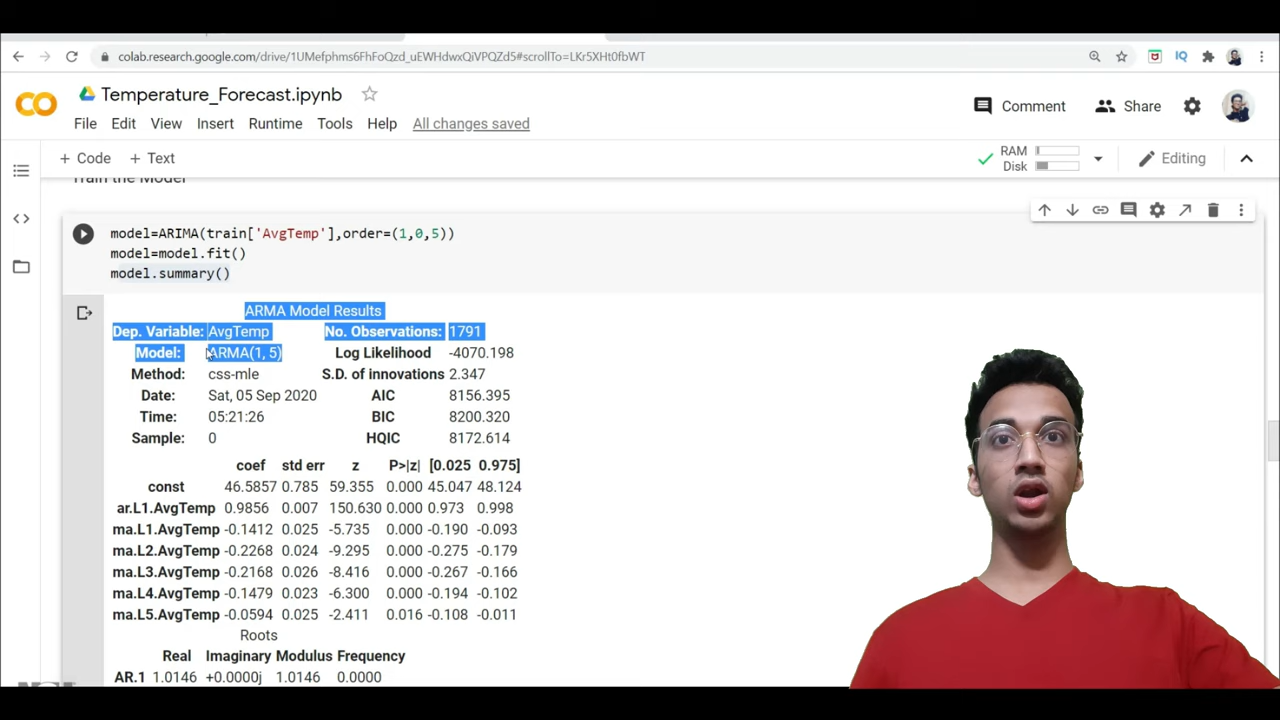 colab.research.google.com/drive/1UMefphms6FhFoQzd_uEWHdwxQiVPQZd5#scrollTo=LKr5XHt0fbWT
CO Temperature_Forecast.ipynb
File Edit View Insert Runtime Tools Help All changes saved
Comment Share
+ Code + Text
RAM
Disk
Editing
Train the Model
model=ARIMA(train['AvgTemp'],order=(1,0,5))
model=model.fit()
model.summary()
ARMA Model Results
Dep. Variable: AvgTemp No. Observations: 1791
Model: ARMA(1, 5) Log Likelihood -4070.198
Method: css-mle S.D. of innovations 2.347
Date: Sat, 05 Sep 2020 AIC 8156.395
Time: 05:21:26 BIC 8200.320
Sample: 0 HQIC 8172.614
coef std err z P>|z| [0.025 0.975]
const 46.5857 0.785 59.355 0.000 45.047 48.124
ar.L1.AvgTemp 0.9856 0.007 150.630 0.000 0.973 0.998
ma.L1.AvgTemp -0.1412 0.025 -5.735 0.000 -0.190 -0.093
ma.L2.AvgTemp -0.2268 0.024 -9.295 0.000 -0.275 -0.179
ma.L3.AvgTemp -0.2168 0.026 -8.416 0.000 -0.267 -0.166
ma.L4.AvgTemp -0.1479 0.023 -6.300 0.000 -0.194 -0.102
ma.L5.AvgTemp -0.0594 0.025 -2.411 0.016 -0.108 -0.011
Roots
Real Imaginary Modulus Frequency
AR.1 1.0146 +0.0000j 1.0146 0.0000